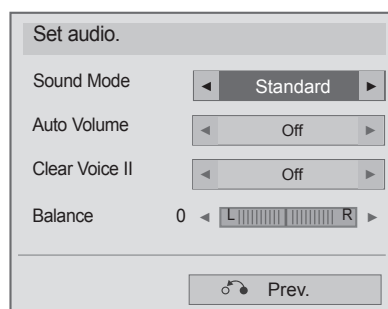 Set audio.
Sound Mode ◄ Standard ►
Auto Volume ◄ Off ►
Clear Voice II ◄ Off ►
Balance 0 ◄ L R ►
Prev.